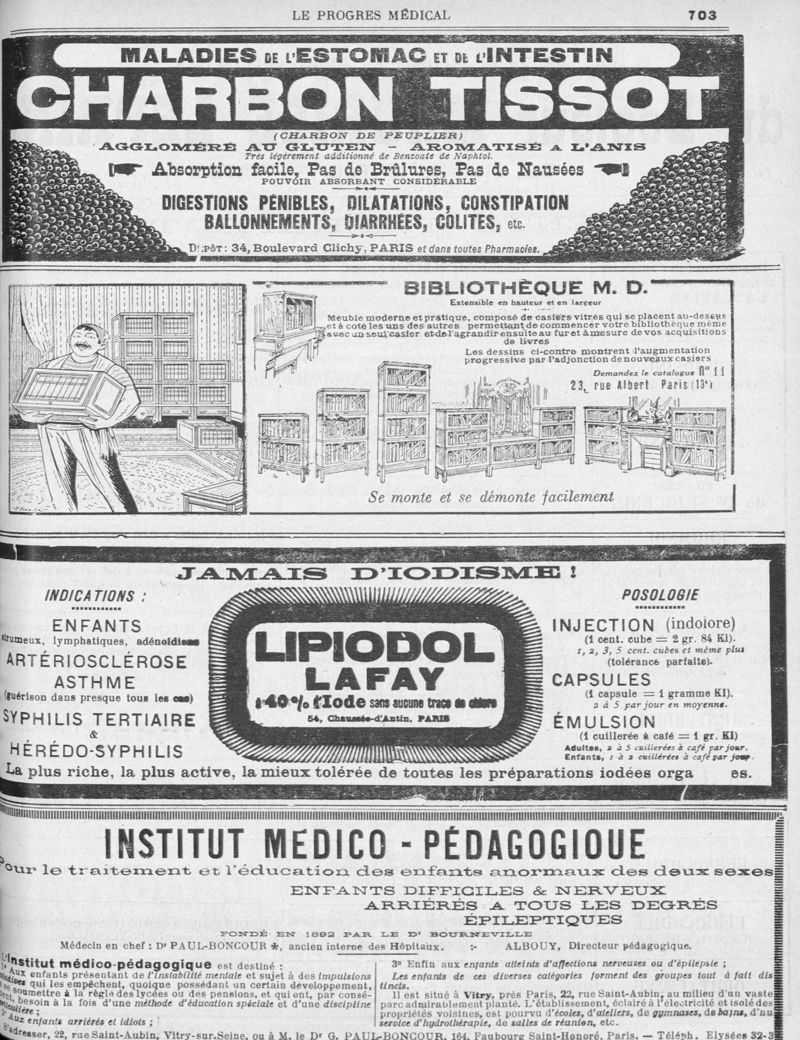 LE PROGRES MÉDICAL
703
MALADIES DE L'ESTOMAC ET DE L'INTESTIN
CHARBON TISSOT
(CHARBON DE PEUPLIER)
AGGLOMÉRÉ AU GLUTEN - AROMATISÉ A L'ANIS
Très légèrement additionné de Benzoate de Naphtol.
Absorption facile, Pas de Brûlures, Pas de Nausées
POUVOIR ABSORBANT CONSIDÉRABLE
DIGESTIONS PÉNIBLES, DILATATIONS, CONSTIPATION
BALLONNEMENTS, DIARRHÉES, COLITES, etc.
DÉPÔT: 34, Boulevard Clichy, PARIS et dans toutes Pharmacies.
BIBLIOTHÈQUE M. D.
Extensible en hauteur et en largeur
Meuble moderne et pratique, composé de casiers vitrés qui se placent au-dessus
et à côté les uns des autres permettant de commencer votre bibliothèque même
avec un seul casier et de l'agrandir ensuite au fur et à mesure de vos acquisitions
de livres
Les dessins ci-contre montrent l'augmentation
progressive par l'adjonction de nouveaux casiers
Demandez le catalogue N° 11
23, rue Albert Paris (13e)
Se monte et se démonte facilement
JAMAIS D'IODISME!
INDICATIONS :
ENFANTS
strumeux, lymphatiques, adénoïdiens
ARTÉRIOSCLÉROSE
ASTHME
(guérison dans presque tous les cas)
SYPHILIS TERTIAIRE
&
HÉRÉDO-SYPHILIS
LIPIODOL
LAFAY
à 40 % d'Iode sans aucune trace de chlore
54, Chaussée-d'Antin, PARIS
POSOLOGIE
INJECTION (indolore)
(1 cent. cube = 2 gr. 84 KI).
1, 2, 3, 5 cent. cubes et même plus
(tolérance parfaite).
CAPSULES
(1 capsule = 1 gramme KI).
2 à 5 par jour en moyenne.
ÉMULSION
(1 cuillerée à café = 1 gr. KI)
Adultes, 2 à 5 cuillerées à café par jour.
Enfants, 1 à 2 cuillérées à café par jour.
La plus riche, la plus active, la mieux tolérée de toutes les préparations iodées orga es.
INSTITUT MÉDICO - PÉDAGOGIQUE
Pour le traitement et l'éducation des enfants anormaux des deux sexes
ENFANTS DIFFICILES & NERVEUX
ARRIÉRÉS A TOUS LES DEGRÉS
ÉPILEPTIQUES
FONDÉ EN 1892 PAR LE Dr BOURNEVILLE
Médecin en chef : Dr PAUL-BONCOUR *, ancien interne des Hôpitaux. :- ALBOUY, Directeur pédagogique.
L'Institut médico-pédagogique est destiné :
1° Aux enfants présentant de l'instabilité mentale et sujet à des impulsions
qui les empêchent, quoique possédant un certain développement,
se soumettre à la règle des lycées ou des pensions, et qui ont, par consé-
besoin à la fois d'une méthode d'éducation spéciale et d'une discipline
2° Aux enfants arriérés et idiots ;
3° Enfin aux enfants atteints d'affections nerveuses ou d'épilepsie ;
Les enfants de ces diverses catégories forment des groupes tout à fait dis
tincts.
Il est situé à Vitry, près Paris, 22, rue Saint-Aubin, au milieu d'un vaste
parc admirablement planté. L'établissement, éclairé à l'électricité et isolé des
propriétés voisines, est pourvu d'écoles, d'ateliers, de gymnases, de bains, d'un
service d'hydrothérapie, de salles de réunion, etc.
S'adresser, 22, rue Saint-Aubin, Vitry-sur-Seine, ou à M. le Dr G. PAUL-BONCOUR, 164, Faubourg Saint-Honoré, Paris. — Téléph. Elysées 32-3